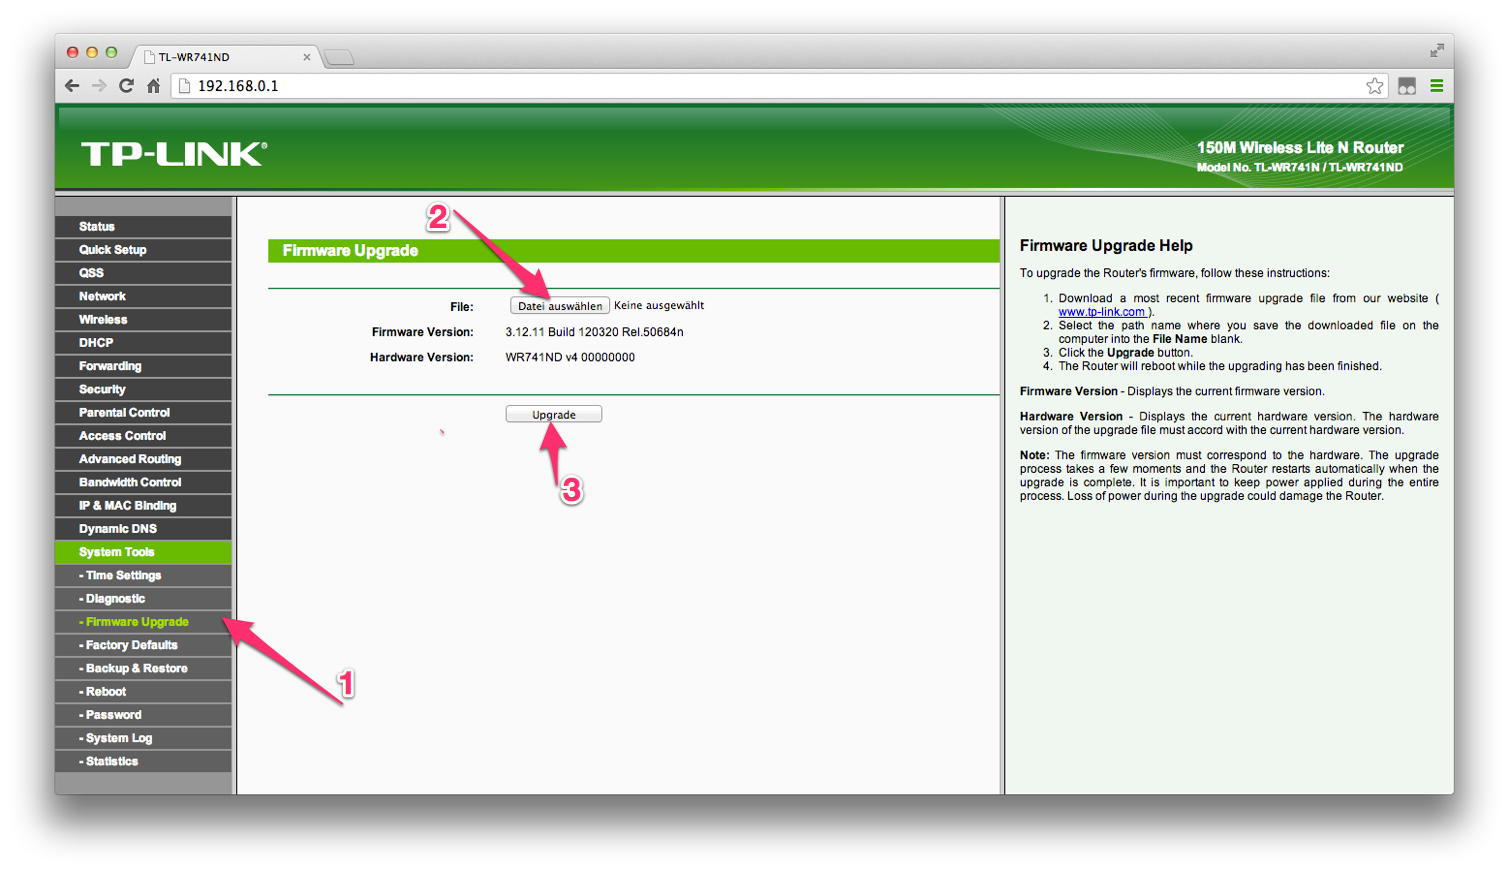 TL-WR741ND
192.168.0.1
TP-LINK®
150M Wireless Lite N Router
Model No. TL-WR741N / TL-WR741ND
Status
Quick Setup
QSS
Network
Wireless
DHCP
Forwarding
Security
Parental Control
Access Control
Advanced Routing
Bandwidth Control
IP & MAC Binding
Dynamic DNS
System Tools
- Time Settings
- Diagnostic
- Firmware Upgrade
- Factory Defaults
- Backup & Restore
- Reboot
- Password
- System Log
- Statistics
1
2
Firmware Upgrade
File: Datei auswählen Keine ausgewählt
Firmware Version: 3.12.11 Build 120320 Rel.50684n
Hardware Version: WR741ND v4 00000000
Upgrade
3
Firmware Upgrade Help
To upgrade the Router's firmware, follow these instructions:
1. Download a most recent firmware upgrade file from our website (
www.tp-link.com ).
2. Select the path name where you save the downloaded file on the
computer into the File Name blank.
3. Click the Upgrade button.
4. The Router will reboot while the upgrading has been finished.
Firmware Version - Displays the current firmware version.
Hardware Version - Displays the current hardware version. The hardware
version of the upgrade file must accord with the current hardware version.
Note: The firmware version must correspond to the hardware. The upgrade
process takes a few moments and the Router restarts automatically when the
upgrade is complete. It is important to keep power applied during the entire
process. Loss of power during the upgrade could damage the Router.